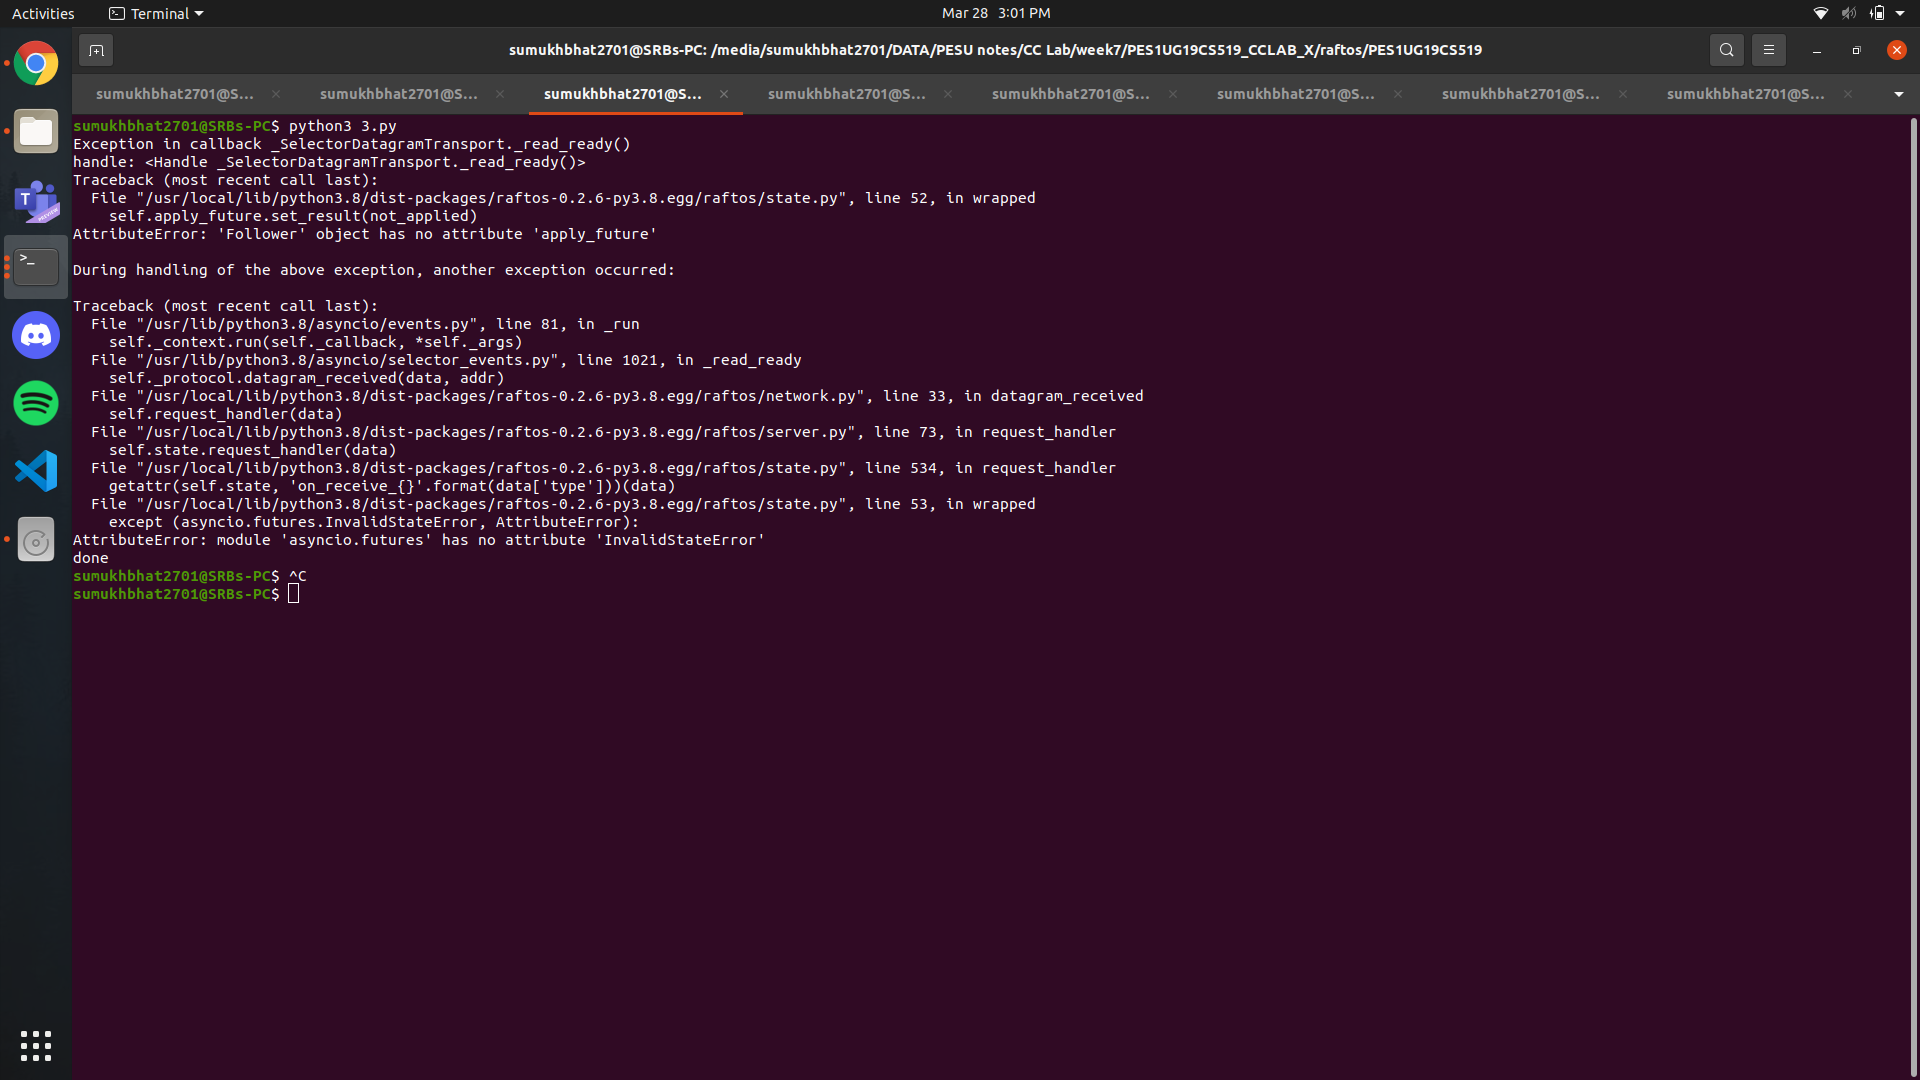 Activities
Terminal
Mar 28 3:01 PM
sumukhbhat2701@SRBs-PC: /media/sumukhbhat2701/DATA/PESU notes/CC Lab/week7/PES1UG19CS519_CCLAB_X/raftos/PES1UG19CS519
sumukhbhat2701@S... × sumukhbhat2701@S... × sumukhbhat2701@S... × sumukhbhat2701@S... × sumukhbhat2701@S... × sumukhbhat2701@S... × sumukhbhat2701@S... × sumukhbhat2701@S... ×
sumukhbhat2701@SRBs-PC$ python3 3.py
Exception in callback _SelectorDatagramTransport._read_ready()
handle: <Handle _SelectorDatagramTransport._read_ready()>
Traceback (most recent call last):
  File "/usr/local/lib/python3.8/dist-packages/raftos-0.2.6-py3.8.egg/raftos/state.py", line 52, in wrapped
    self.apply_future.set_result(not_applied)
AttributeError: 'Follower' object has no attribute 'apply_future'
During handling of the above exception, another exception occurred:
Traceback (most recent call last):
  File "/usr/lib/python3.8/asyncio/events.py", line 81, in _run
    self._context.run(self._callback, *self._args)
  File "/usr/lib/python3.8/asyncio/selector_events.py", line 1021, in _read_ready
    self._protocol.datagram_received(data, addr)
  File "/usr/local/lib/python3.8/dist-packages/raftos-0.2.6-py3.8.egg/raftos/network.py", line 33, in datagram_received
    self.request_handler(data)
  File "/usr/local/lib/python3.8/dist-packages/raftos-0.2.6-py3.8.egg/raftos/server.py", line 73, in request_handler
    self.state.request_handler(data)
  File "/usr/local/lib/python3.8/dist-packages/raftos-0.2.6-py3.8.egg/raftos/state.py", line 534, in request_handler
    getattr(self.state, 'on_receive_{}'.format(data['type']))(data)
  File "/usr/local/lib/python3.8/dist-packages/raftos-0.2.6-py3.8.egg/raftos/state.py", line 53, in wrapped
    except (asyncio.futures.InvalidStateError, AttributeError):
AttributeError: module 'asyncio.futures' has no attribute 'InvalidStateError'
done
sumukhbhat2701@SRBs-PC$ ^C
sumukhbhat2701@SRBs-PC$